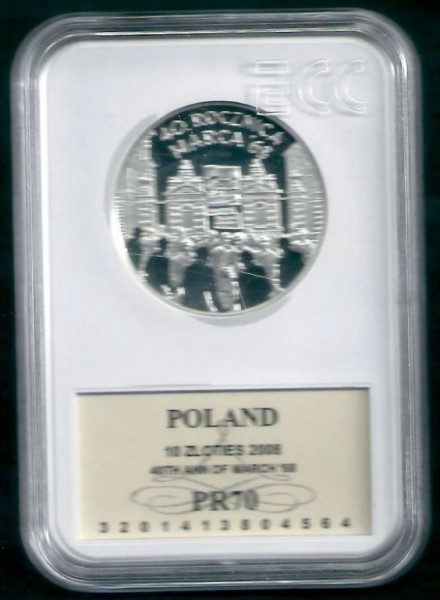 ECC
40. ROCZNICA
MARCA 68
POLAND
10 ZLOTIES 2008
40TH ANN OF MARCH '68
PR70
3201413804564